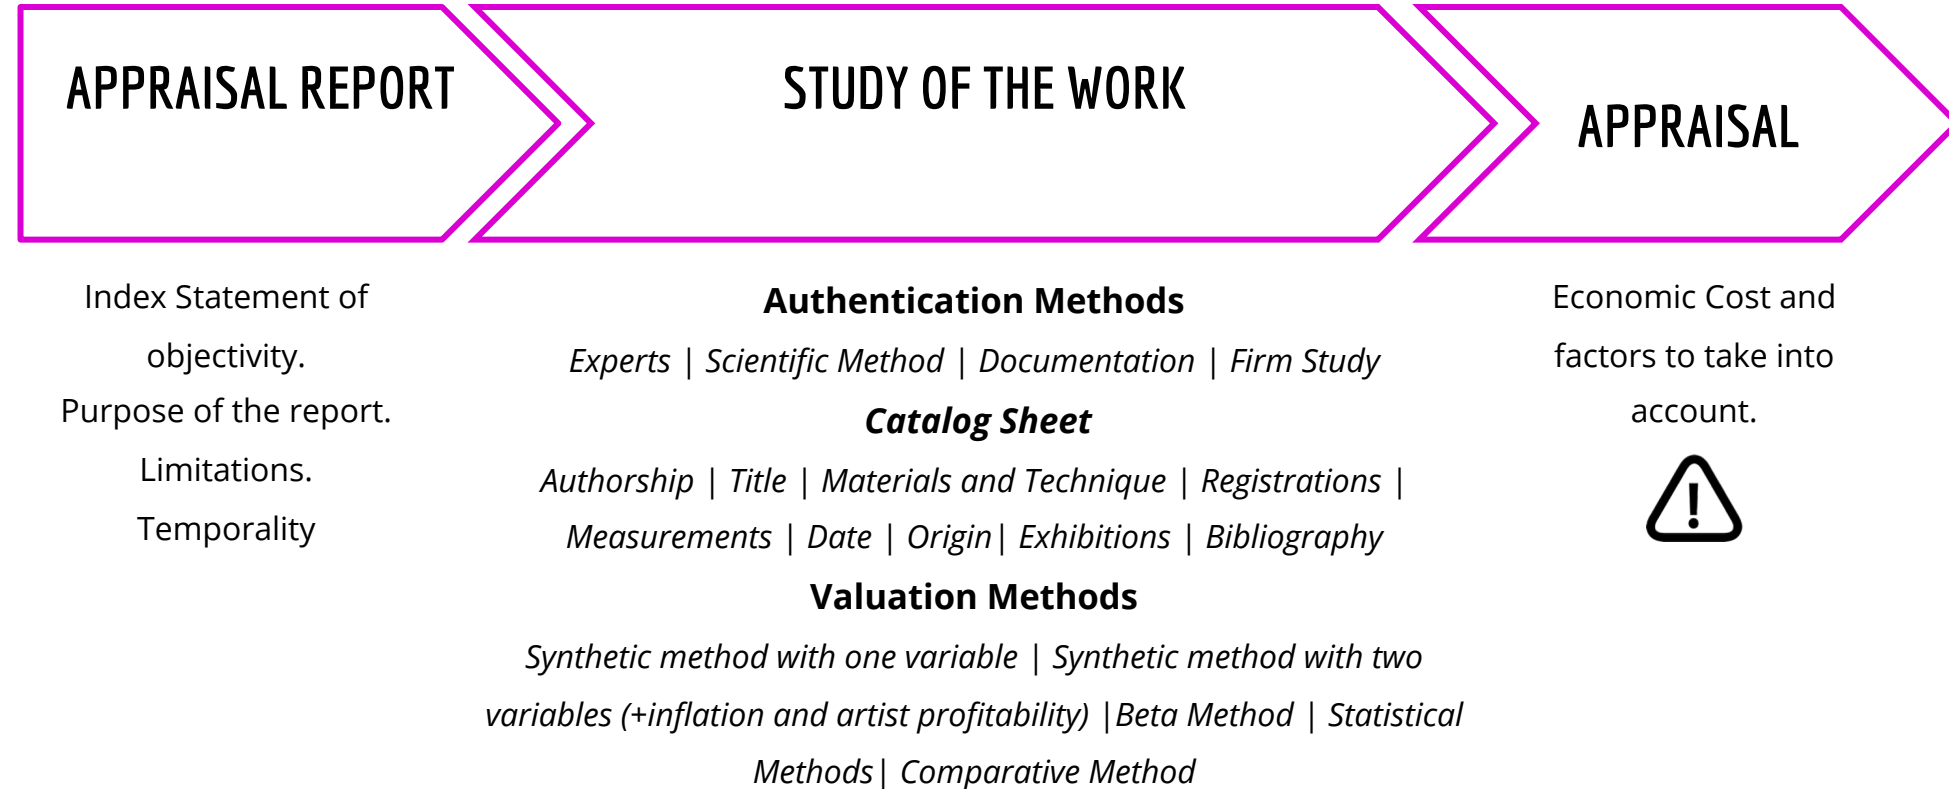 APPRAISAL REPORT
STUDY OF THE WORK
APPRAISAL
Index Statement of
objectivity.
Purpose of the report.
Limitations.
Temporality
Authentication Methods
Experts | Scientific Method | Documentation | Firm Study
Catalog Sheet
Authorship | Title | Materials and Technique | Registrations |
Measurements | Date | Origin| Exhibitions | Bibliography
Valuation Methods
Synthetic method with one variable | Synthetic method with two
variables (+inflation and artist profitability) |Beta Method | Statistical
Methods| Comparative Method
Economic Cost and
factors to take into
account.
!